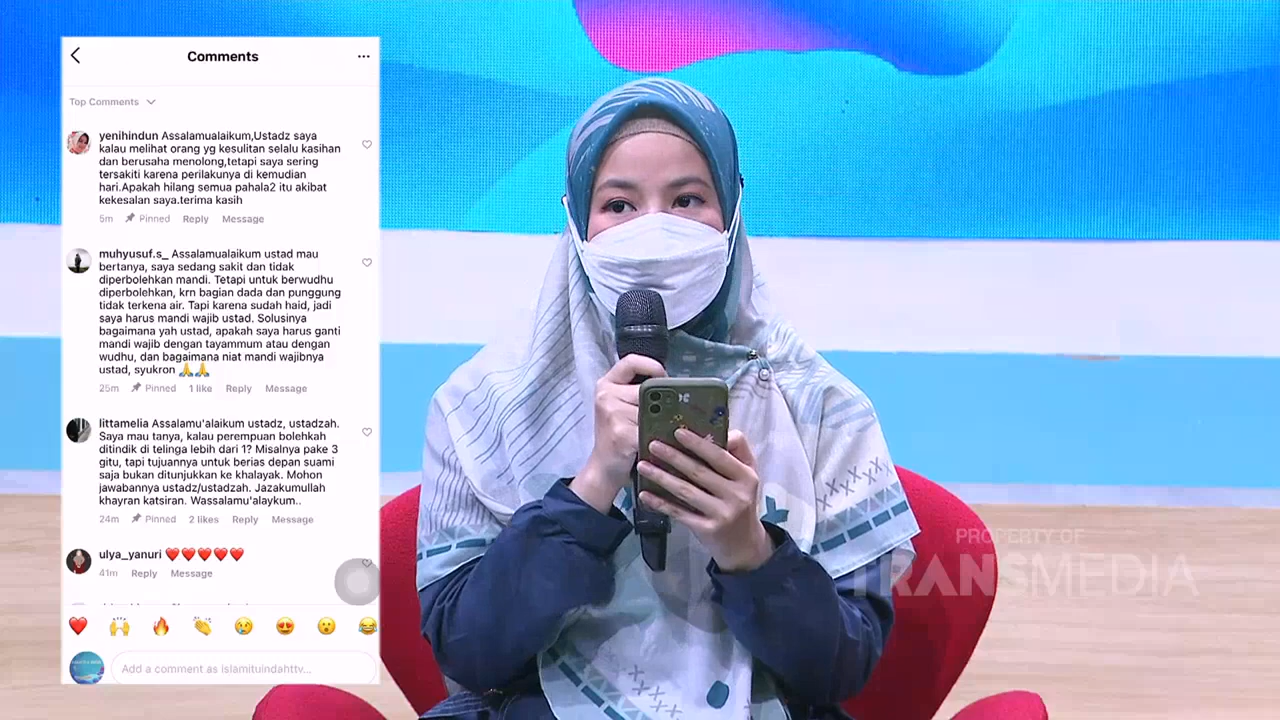 Comments
Top Comments
yenihindun Assalamualaikum,Ustadz saya
kalau melihat orang yg kesulitan selalu kasihan
dan berusaha menolong,tetapi saya sering
tersakiti karena perilakunya di kemudian
hari.Apakah hilang semua pahala2 itu akibat
kekesalan saya.terima kasih
5m Pinned Reply Message
muhyusuf.s_ Assalamualaikum ustad mau
bertanya, saya sedang sakit dan tidak
diperbolehkan mandi. Tetapi untuk berwudhu
diperbolehkan, krn bagian dada dan punggung
tidak terkena air. Tapi karena sudah haid, jadi
saya harus mandi wajib ustad. Solusinya
bagaimana yah ustad, apakah saya harus ganti
mandi wajib dengan tayammum atau dengan
wudhu, dan bagaimana niat mandi wajibnya
ustad, syukron 🙏🙏
25m Pinned 1 like Reply Message
littamelia Assalamu'alaikum ustadz, ustadzah.
Saya mau tanya, kalau perempuan bolehkah
ditindik di telinga lebih dari 1? Misalnya pake 3
gitu, tapi tujuannya untuk berias depan suami
saja bukan ditunjukkan ke khalayak. Mohon
jawabannya ustadz/ustadzah. Jazakumullah
khayran katsiran. Wassalamu'alaykum..
24m Pinned 2 likes Reply Message
ulya_yanuri ❤️❤️❤️❤️❤️
41m Reply Message
Add a comment as islamituindahttv...
PROPERTY OF
TRANSMEDIA